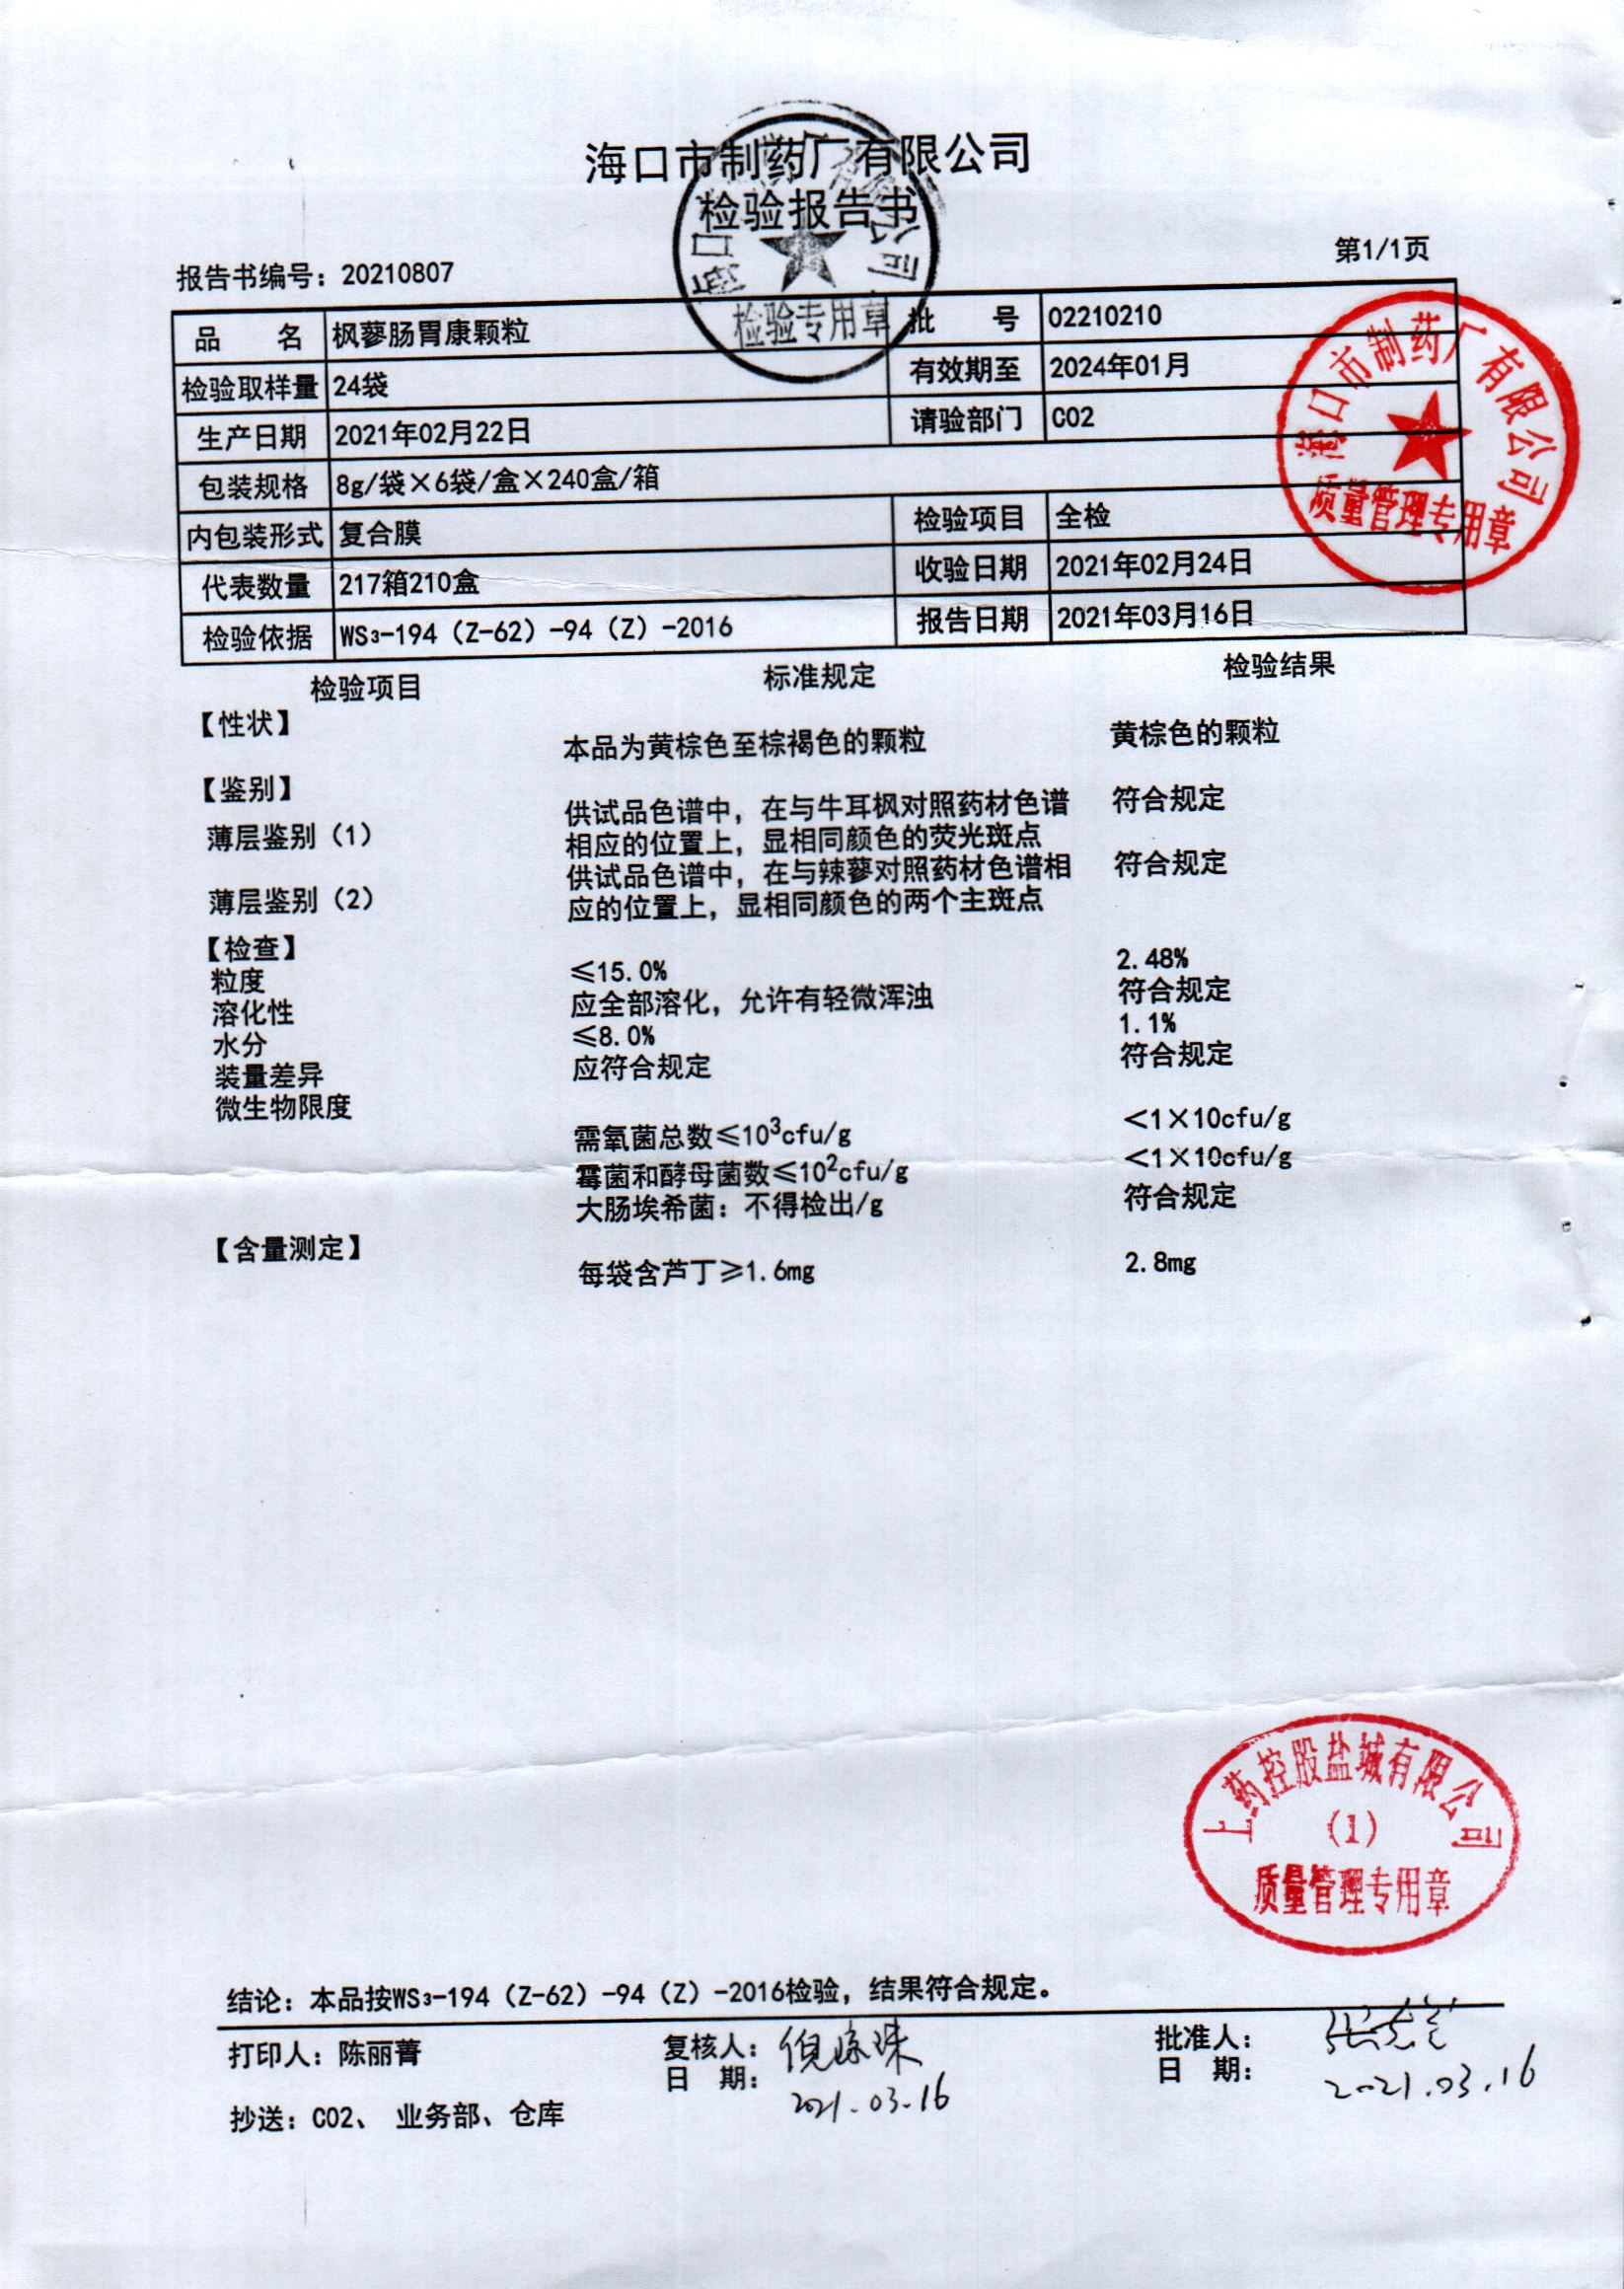 海口市制药厂有限公司
检验报告书
报告书编号：20210807
第1/1页
品 名 枫蓼肠胃康颗粒 批 号 02210210
检验取样量 24袋 有效期至 2024年01月
生产日期 2021年02月22日 请验部门 C02
包装规格 8g/袋×6袋/盒×240盒/箱
内包装形式 复合膜 检验项目 全检
代表数量 217箱210盒 收验日期 2021年02月24日
检验依据 WS₃-194（Z-62）-94（Z）-2016 报告日期 2021年03月16日
检验专用章
海口市制药厂有限公司
质量管理专用章
检验项目 标准规定 检验结果
【性状】
本品为黄棕色至棕褐色的颗粒 黄棕色的颗粒
【鉴别】
薄层鉴别（1） 供试品色谱中，在与牛耳枫对照药材色谱 符合规定
相应的位置上，显相同颜色的荧光斑点
薄层鉴别（2） 供试品色谱中，在与辣蓼对照药材色谱相 符合规定
应的位置上，显相同颜色的两个主斑点
【检查】
粒度 ≤15.0% 2.48%
溶化性 应全部溶化，允许有轻微浑浊 符合规定
水分 ≤8.0% 1.1%
装量差异 应符合规定 符合规定
微生物限度
需氧菌总数≤10³cfu/g <1×10cfu/g
霉菌和酵母菌数≤10²cfu/g <1×10cfu/g
大肠埃希菌：不得检出/g 符合规定
【含量测定】
每袋含芦丁≥1.6mg 2.8mg
上药控股盐城有限公司
(1)
质量管理专用章
结论：本品按WS₃-194（Z-62）-94（Z）-2016检验，结果符合规定。
打印人：陈丽菁 复核人： 批准人：
日 期：2021.03.16 日 期：2021.03.16
抄送：C02、 业务部、仓库